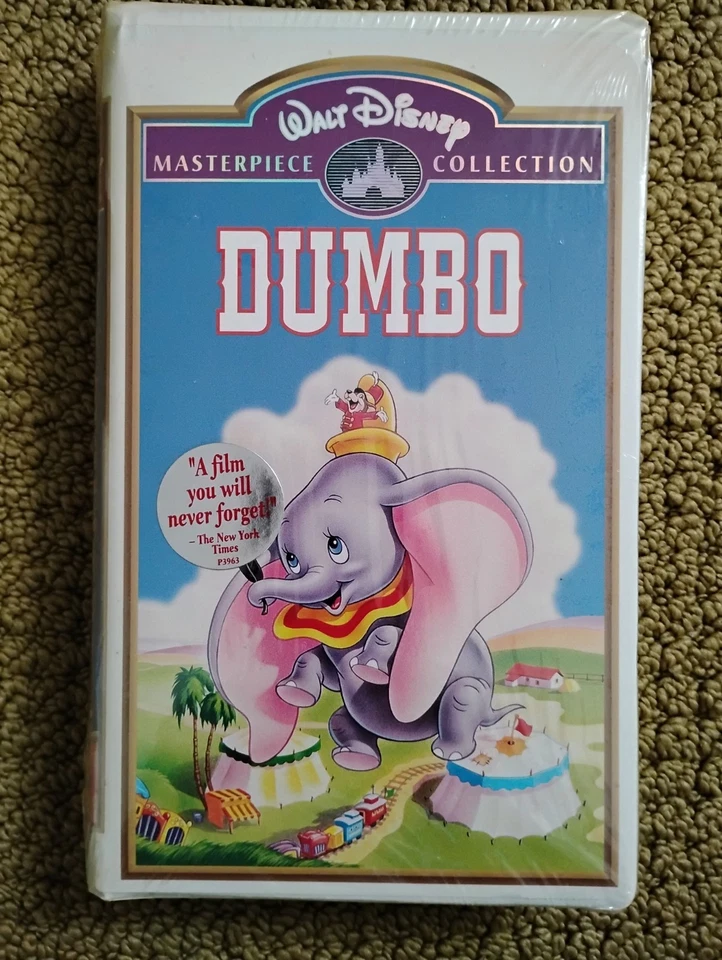 WALT DISNEY
MASTERPIECE COLLECTION
DUMBO
"A film
you will
never forget!"
– The New York
Times
P3963